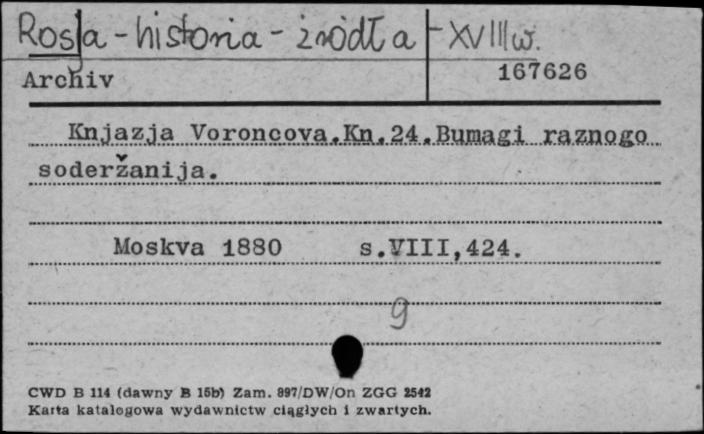 Rosja - historia - źródła - XVIII w.
Archiv 167626
Knjazja Voroncova.Kn.24.Bumagi raznogo
soderžanija.
Moskva 1880 s.VIII,424.
9
CWD B 114 (dawny B 15b) Zam. 897/DW/On ZGG 2542
Karta katalogowa wydawnictw ciągłych i zwartych.